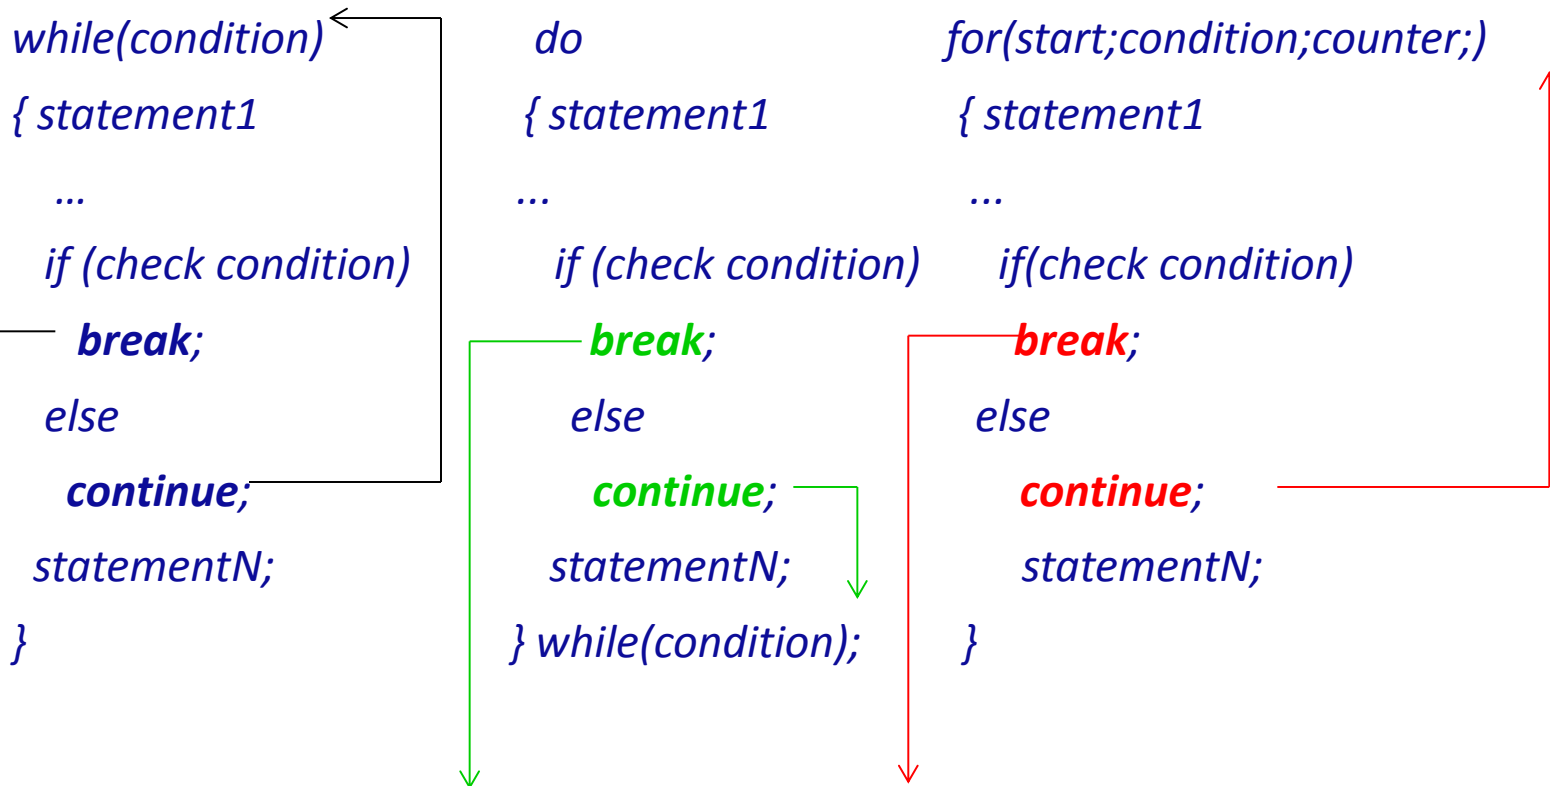 while(condition)
{ statement1
...
if (check condition)
break;
else
continue;
statementN;
}
do
{ statement1
...
if (check condition)
break;
else
continue;
statementN;
} while(condition);
for(start;condition;counter;)
{ statement1
...
if(check condition)
break;
else
continue;
statementN;
}